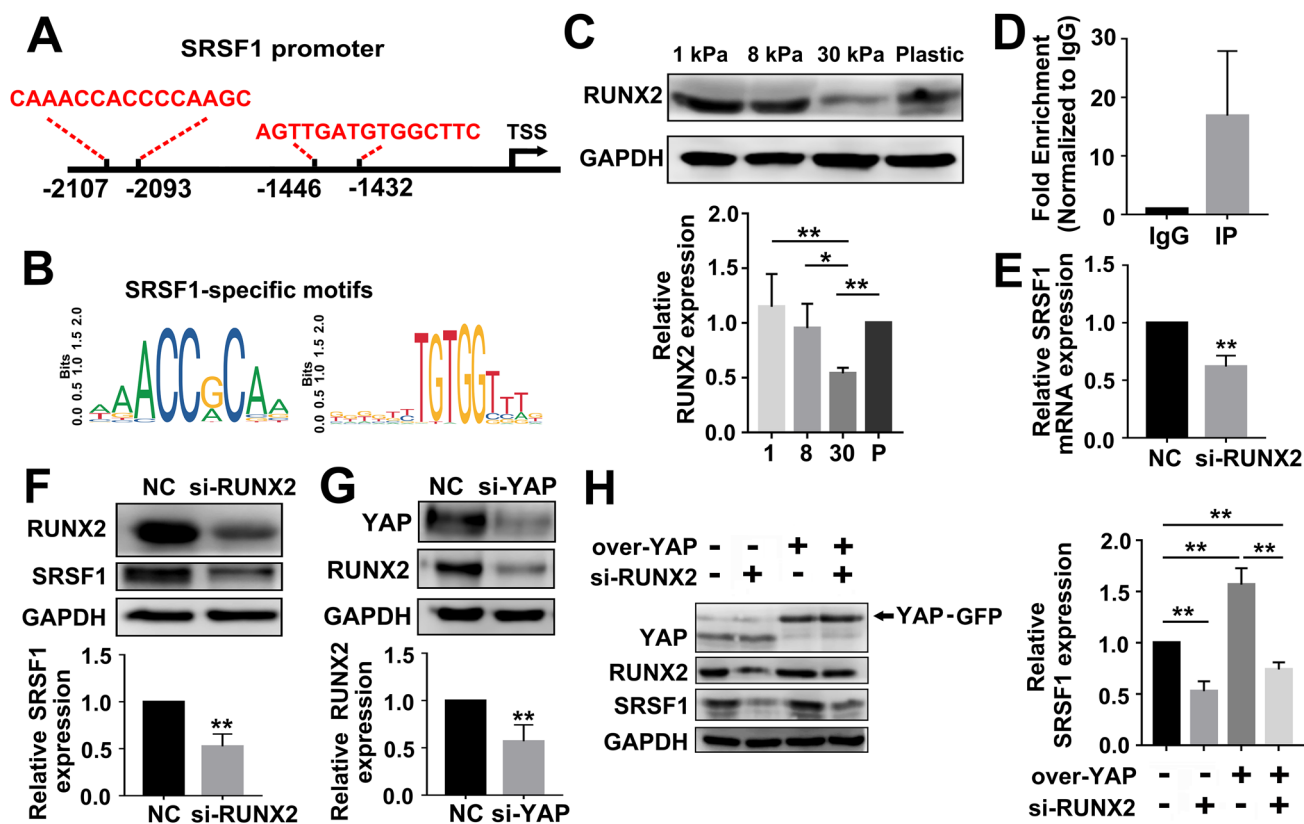 A
SRSF1 promoter
CAAACCACCCCAAGC
AGTTGATGTGGCTTC
TSS
-2107
-2093
-1446
-1432
B
SRSF1-specific motifs
Bits
0.0 0.5 1.0 1.5 2.0
Bits
0.0 0.5 1.0 1.5 2.0
AAACCGCAA
TGTGGTTT
C
1 kPa 8 kPa 30 kPa Plastic
RUNX2
GAPDH
Relative
RUNX2 expression
2.0
1.5
1.0
0.5
0.0
**
*
**
1 8 30 P
D
Fold Enrichment
(Normalized to IgG)
30
20
10
0
IgG IP
E
Relative SRSF1
mRNA expression
1.5
1.0
0.5
0.0
**
NC si-RUNX2
F
NC si-RUNX2
RUNX2
SRSF1
GAPDH
Relative SRSF1
expression
1.5
1.0
0.5
0.0
**
NC si-RUNX2
G
NC si-YAP
YAP
RUNX2
GAPDH
Relative RUNX2
expression
1.5
1.0
0.5
0.0
**
NC si-YAP
H
over-YAP - - + +
si-RUNX2 - + - +
YAP
YAP-GFP
RUNX2
SRSF1
GAPDH
Relative
SRSF1 expression
2.0
1.5
1.0
0.5
0.0
**
** **
**
over-YAP - - + +
si-RUNX2 - + - +